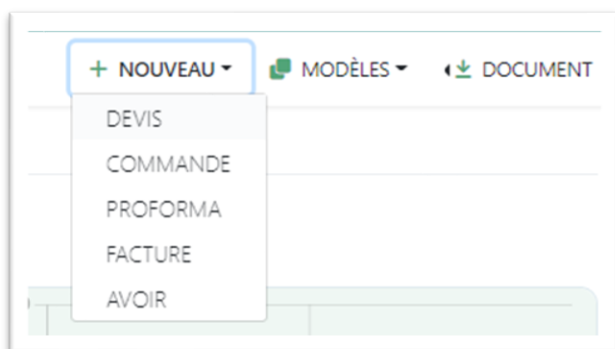 + NOUVEAU MODÈLES DOCUMENT
DEVIS
COMMANDE
PROFORMA
FACTURE
AVOIR